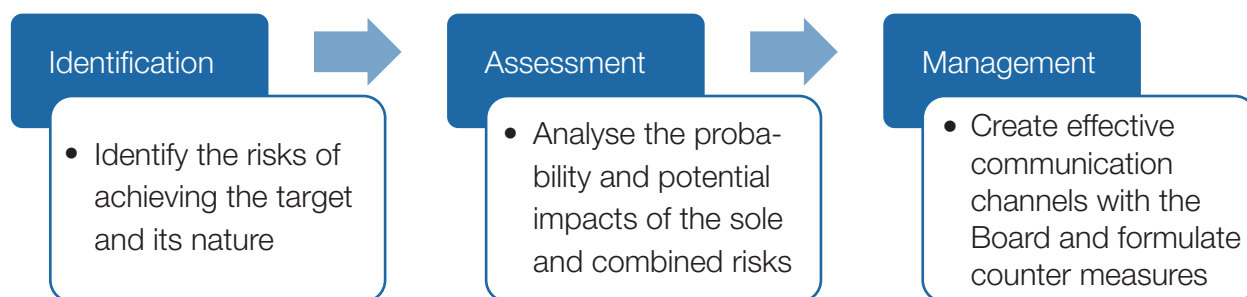 Identification
• Identify the risks of
achieving the target
and its nature
Assessment
• Analyse the proba-
bility and potential
impacts of the sole
and combined risks
Management
• Create effective
communication
channels with the
Board and formulate
counter measures